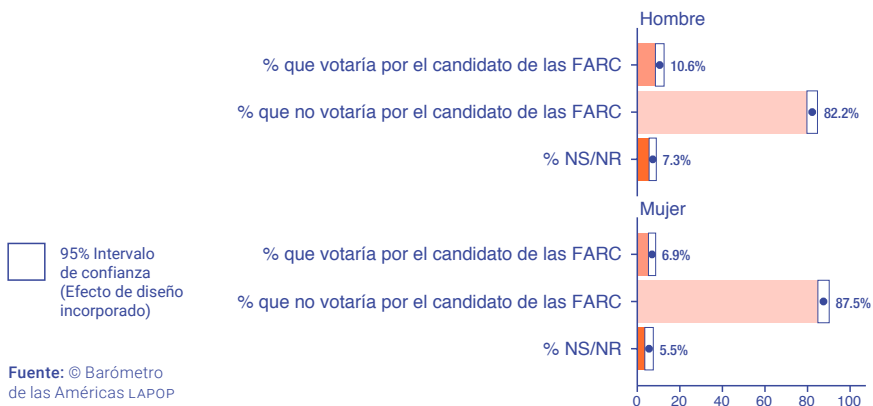 Hombre
% que votaría por el candidato de las FARC
10.6%
% que no votaría por el candidato de las FARC
82.2%
% NS/NR
7.3%
Mujer
% que votaría por el candidato de las FARC
6.9%
% que no votaría por el candidato de las FARC
87.5%
% NS/NR
5.5%
0 20 40 60 80 100
95% Intervalo
de confianza
(Efecto de diseño
incorporado)
Fuente: © Barómetro
de las Américas LAPOP